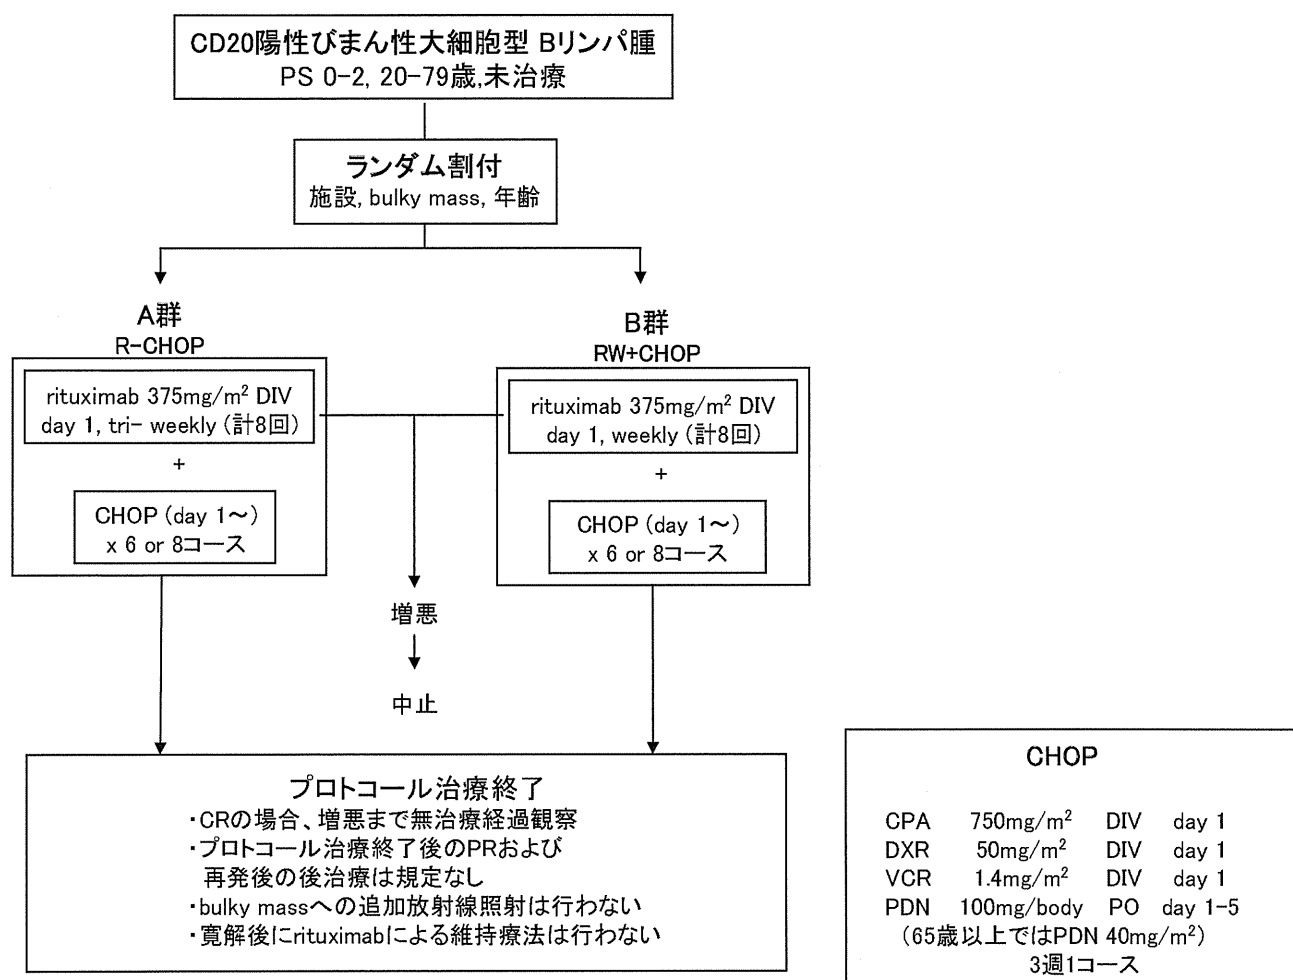 CD20陽性びまん性大細胞型 Bリンパ腫
PS 0-2, 20-79歳,未治療
ランダム割付
施設, bulky mass, 年齢
A群
R-CHOP
rituximab 375mg/m² DIV
day 1, tri- weekly (計8回)
+
CHOP (day 1～)
x 6 or 8コース
B群
RW+CHOP
rituximab 375mg/m² DIV
day 1, weekly (計8回)
+
CHOP (day 1～)
x 6 or 8コース
増悪
中止
プロトコール治療終了
・CRの場合、増悪まで無治療経過観察
・プロトコール治療終了後のPRおよび
再発後の後治療は規定なし
・bulky massへの追加放射線照射は行わない
・寛解後にrituximabによる維持療法は行わない
CHOP
CPA 750mg/m² DIV day 1
DXR 50mg/m² DIV day 1
VCR 1.4mg/m² DIV day 1
PDN 100mg/body PO day 1-5
(65歳以上ではPDN 40mg/m²)
3週1コース